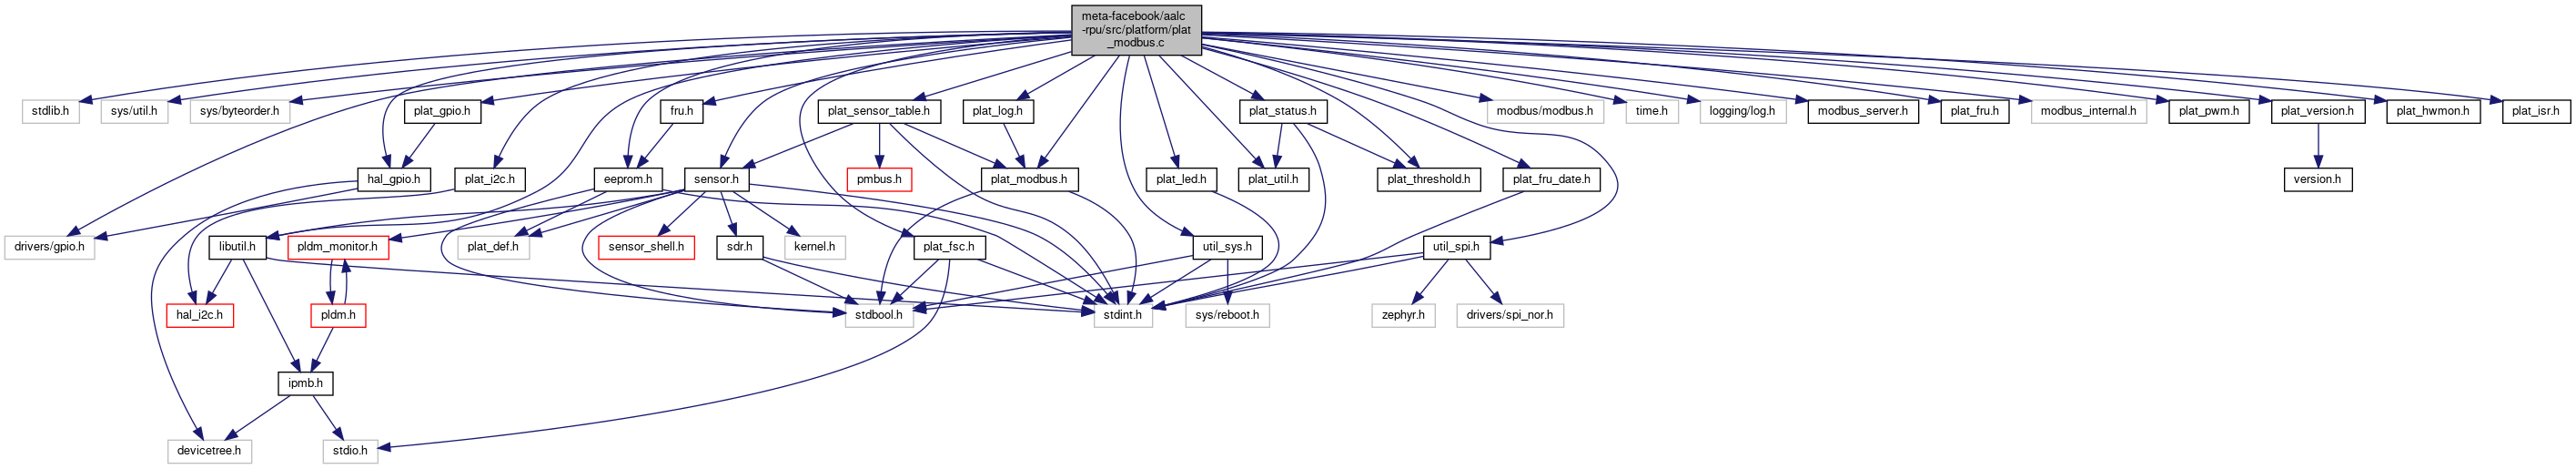 meta-facebook/aalc
-rpu/src/platform/plat
_modbus.c
stdlib.h
sys/util.h
sys/byteorder.h
plat_gpio.h
fru.h
plat_sensor_table.h
plat_log.h
plat_status.h
modbus/modbus.h
time.h
logging/log.h
modbus_server.h
plat_fru.h
modbus_internal.h
plat_pwm.h
plat_version.h
plat_hwmon.h
plat_isr.h
hal_gpio.h
plat_i2c.h
eeprom.h
sensor.h
pmbus.h
plat_modbus.h
plat_led.h
plat_util.h
plat_threshold.h
plat_fru_date.h
version.h
drivers/gpio.h
libutil.h
pldm_monitor.h
plat_def.h
sensor_shell.h
sdr.h
kernel.h
plat_fsc.h
util_sys.h
util_spi.h
hal_i2c.h
pldm.h
stdbool.h
stdint.h
sys/reboot.h
zephyr.h
drivers/spi_nor.h
ipmb.h
devicetree.h
stdio.h